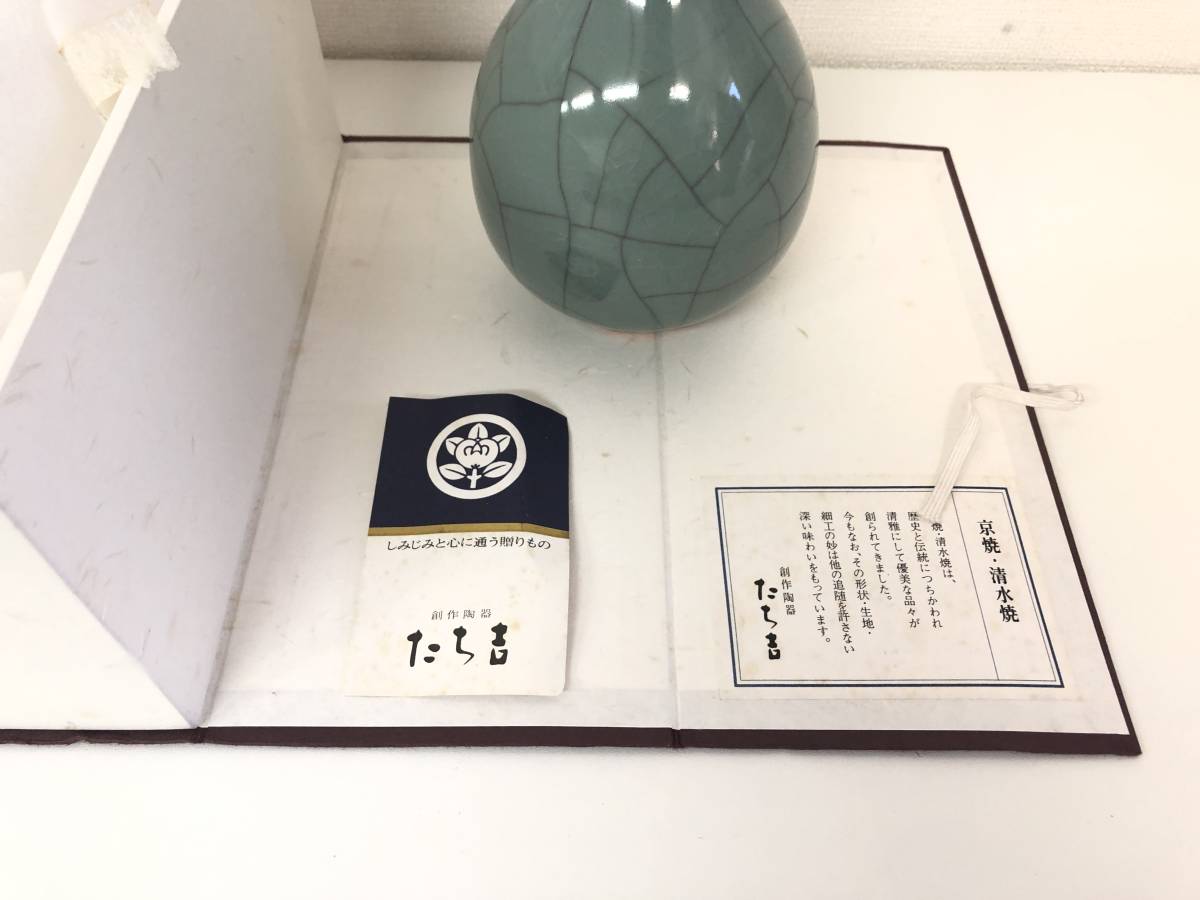 しみじみと心に通う贈りもの
創作陶器
たち吉
京焼・清水焼
焼・清水焼は、
歴史と伝統につちかわれ
清雅にして優美な品々が
創られてきました。
今もなお、その形状・生地・
細工の妙は他の追随を許さない
深い味わいをもっています。
創作陶器
たち吉